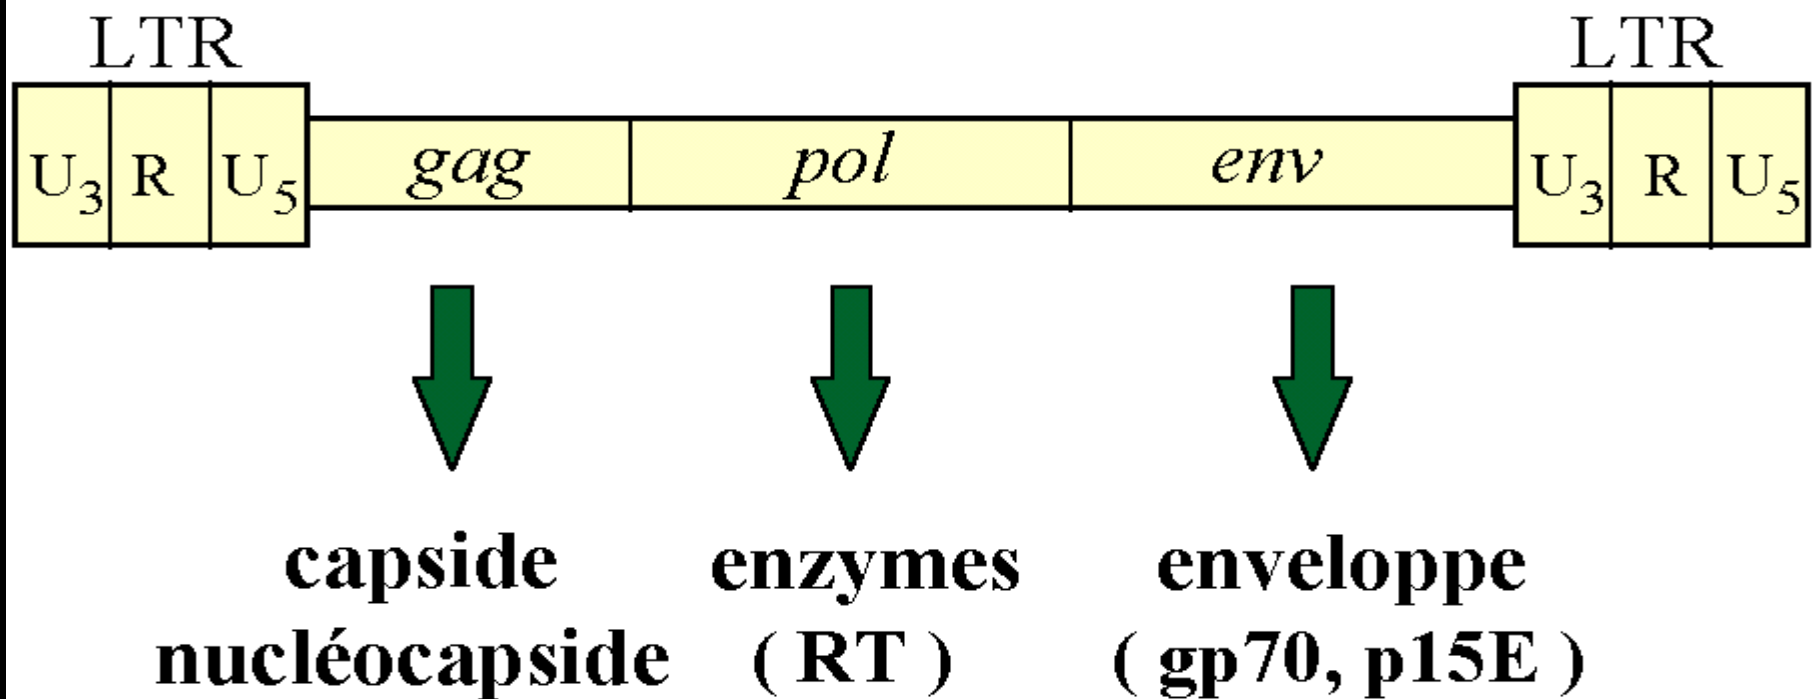 LTR LTR
U3 R U5 gag pol env U3 R U5
capside enzymes enveloppe
nucléocapside ( RT ) ( gp70, p15E )